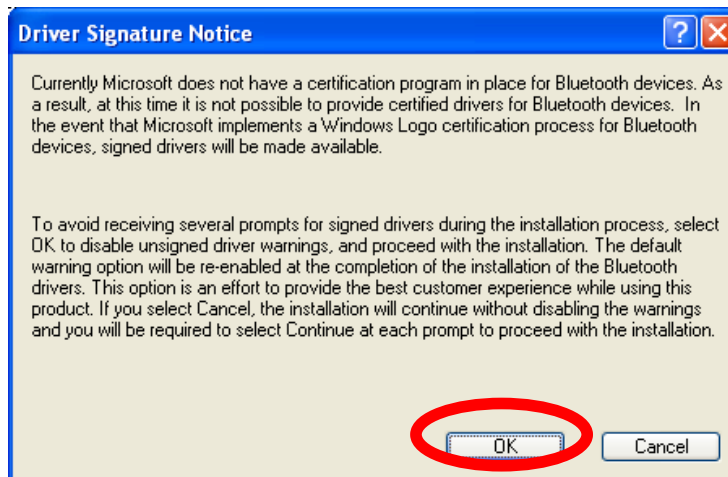 Driver Signature Notice
Currently Microsoft does not have a certification program in place for Bluetooth devices. As
a result, at this time it is not possible to provide certified drivers for Bluetooth devices. In
the event that Microsoft implements a Windows Logo certification process for Bluetooth
devices, signed drivers will be made available.
To avoid receiving several prompts for signed drivers during the installation process, select
OK to disable unsigned driver warnings, and proceed with the installation. The default
warning option will be re-enabled at the completion of the installation of the Bluetooth
drivers. This option is an effort to provide the best customer experience while using this
product. If you select Cancel, the installation will continue without disabling the warnings
and you will be required to select Continue at each prompt to proceed with the installation.
OK Cancel